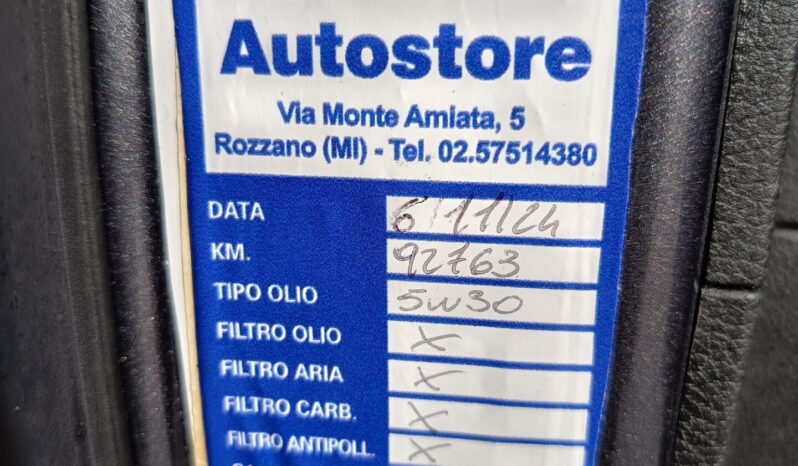 Autostore
Via Monte Amiata, 5
Rozzano (MI) - Tel. 02.57514380
DATA 6/11/24
KM. 92763
TIPO OLIO 5W30
FILTRO OLIO X
FILTRO ARIA X
FILTRO CARB. X
FILTRO ANTIPOLL. X